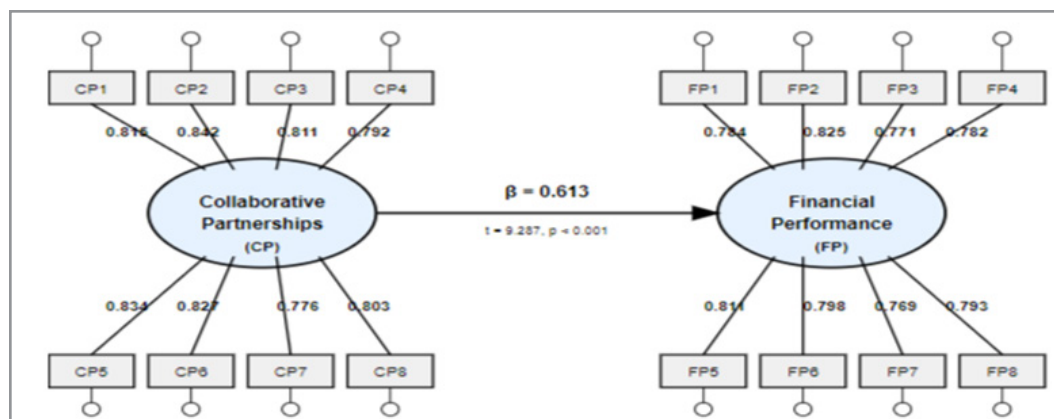 CP1 CP2 CP3 CP4
FP1 FP2 FP3 FP4
0.815 0.842 0.811 0.792
0.784 0.825 0.771 0.782
Collaborative
Partnerships
(CP)
β = 0.613
t = 9.287, p < 0.001
Financial
Performance
(FP)
0.834 0.827 0.776 0.803
0.811 0.798 0.769 0.793
CP5 CP6 CP7 CP8
FP5 FP6 FP7 FP8